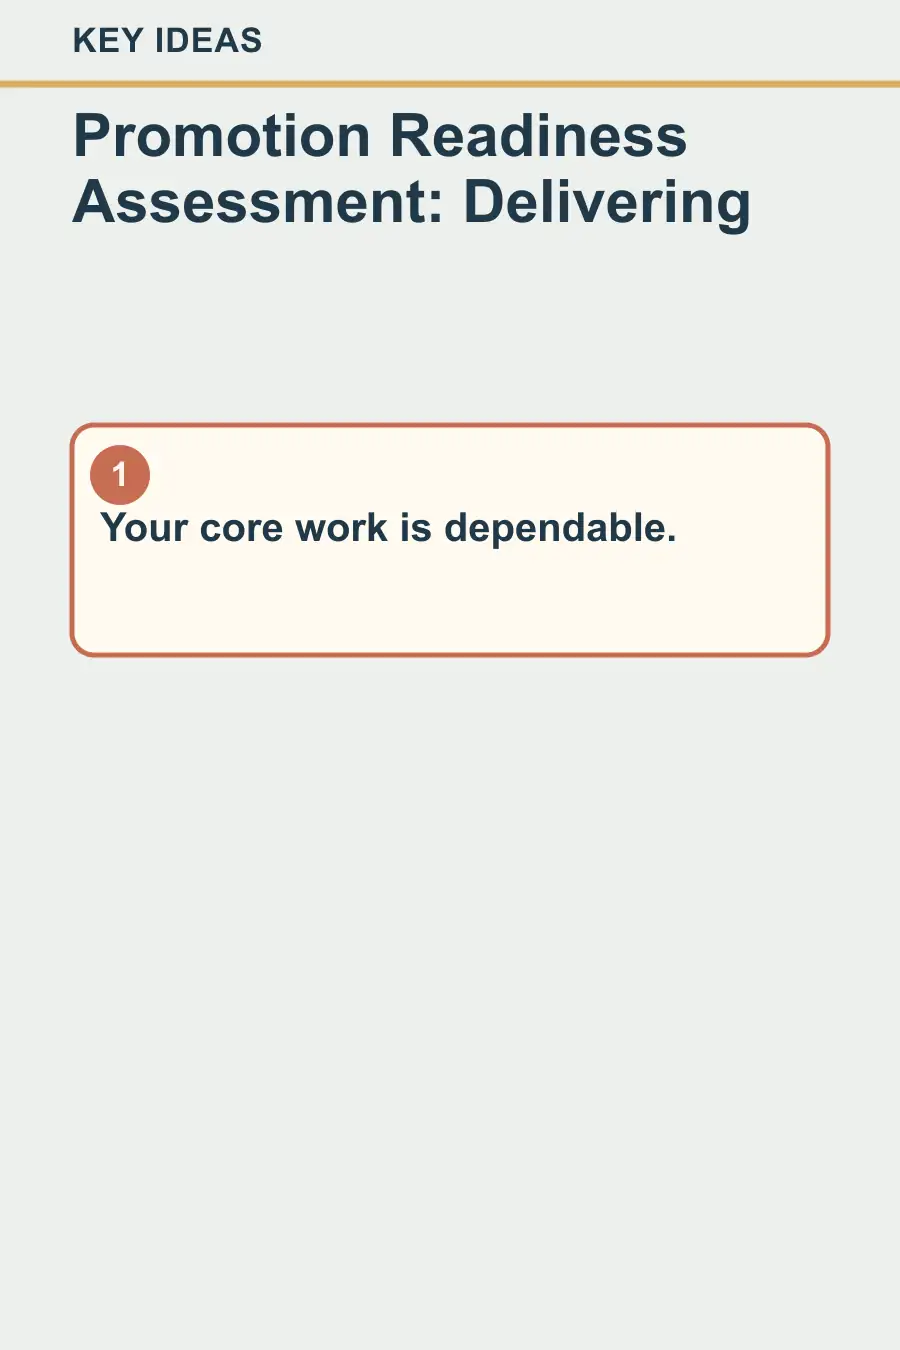 KEY IDEAS
Promotion Readiness
Assessment: Delivering
1
Your core work is dependable.